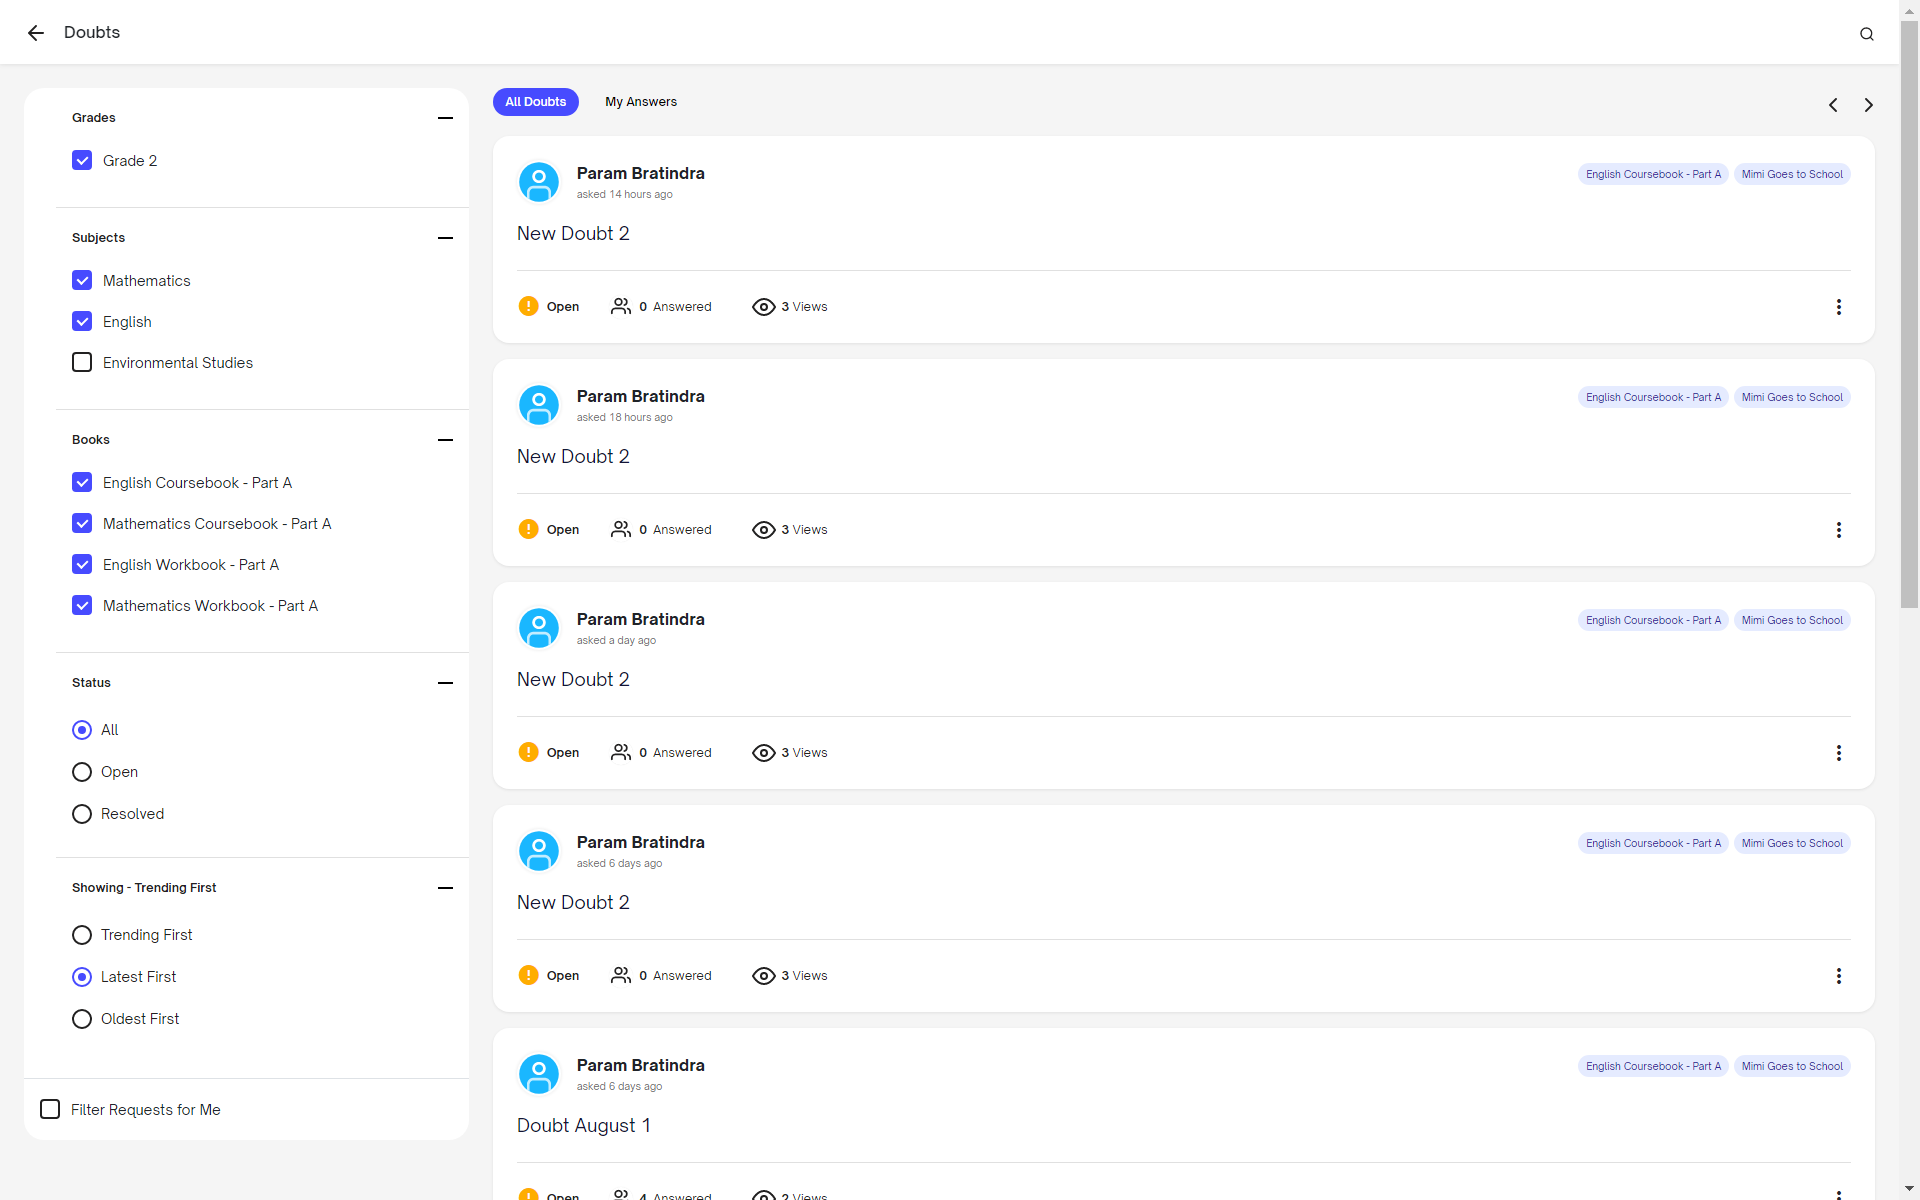 Doubts
Grades
Grade 2
Subjects
Mathematics
English
Environmental Studies
Books
English Coursebook - Part A
Mathematics Coursebook - Part A
English Workbook - Part A
Mathematics Workbook - Part A
Status
All
Open
Resolved
Showing - Trending First
Trending First
Latest First
Oldest First
Filter Requests for Me
All Doubts My Answers
Param Bratindra English Coursebook - Part A Mimi Goes to School
asked 14 hours ago
New Doubt 2
Open 0 Answered 3 Views
Param Bratindra English Coursebook - Part A Mimi Goes to School
asked 18 hours ago
New Doubt 2
Open 0 Answered 3 Views
Param Bratindra English Coursebook - Part A Mimi Goes to School
asked a day ago
New Doubt 2
Open 0 Answered 3 Views
Param Bratindra English Coursebook - Part A Mimi Goes to School
asked 6 days ago
New Doubt 2
Open 0 Answered 3 Views
Param Bratindra English Coursebook - Part A Mimi Goes to School
asked 6 days ago
Doubt August 1
Open 4 Answered 2 Views